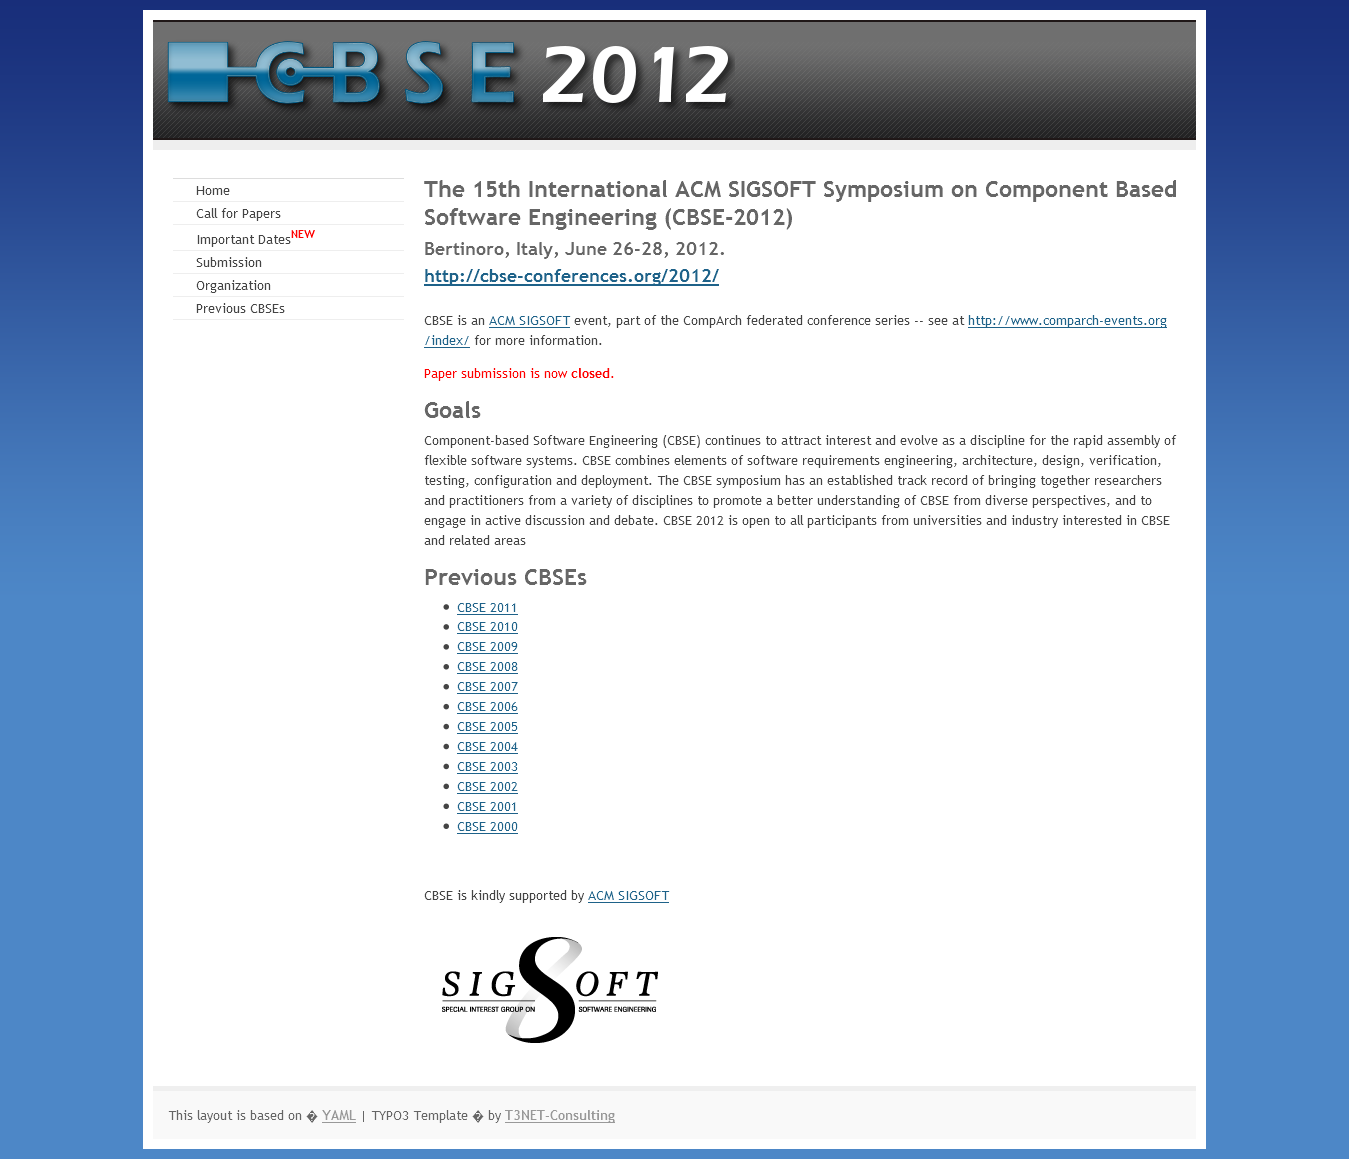 CBSE 2012
Home
Call for Papers
Important DatesNEW
Submission
Organization
Previous CBSEs
The 15th International ACM SIGSOFT Symposium on Component Based
Software Engineering (CBSE-2012)
Bertinoro, Italy, June 26-28, 2012.
http://cbse-conferences.org/2012/
CBSE is an ACM SIGSOFT event, part of the CompArch federated conference series -- see at http://www.comparch-events.org
/index/ for more information.
Paper submission is now closed.
Goals
Component-based Software Engineering (CBSE) continues to attract interest and evolve as a discipline for the rapid assembly of
flexible software systems. CBSE combines elements of software requirements engineering, architecture, design, verification,
testing, configuration and deployment. The CBSE symposium has an established track record of bringing together researchers
and practitioners from a variety of disciplines to promote a better understanding of CBSE from diverse perspectives, and to
engage in active discussion and debate. CBSE 2012 is open to all participants from universities and industry interested in CBSE
and related areas
Previous CBSEs
• CBSE 2011
• CBSE 2010
• CBSE 2009
• CBSE 2008
• CBSE 2007
• CBSE 2006
• CBSE 2005
• CBSE 2004
• CBSE 2003
• CBSE 2002
• CBSE 2001
• CBSE 2000
CBSE is kindly supported by ACM SIGSOFT
SIGSOFT
SPECIAL INTEREST GROUP ON SOFTWARE ENGINEERING
This layout is based on � YAML | TYPO3 Template � by T3NET-Consulting